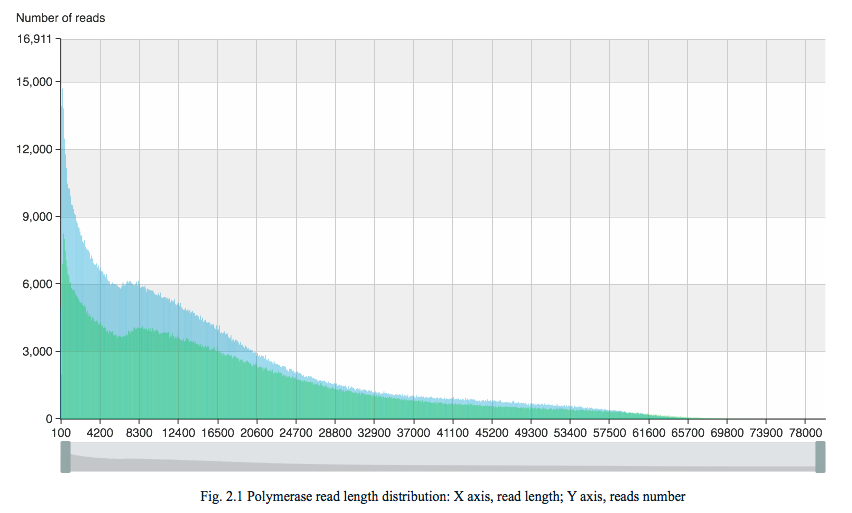 Number of reads
16,911
15,000
12,000
9,000
6,000
3,000
0
100 4200 8300 12400 16500 20600 24700 28800 32900 37000 41100 45200 49300 53400 57500 61600 65700 69800 73900 78000
Fig. 2.1 Polymerase read length distribution: X axis, read length; Y axis, reads number